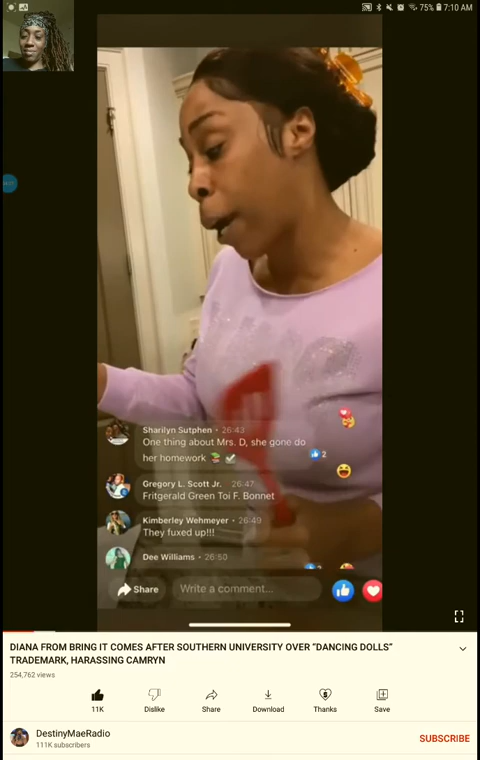 75% 7:10 AM
Sharilyn Sutphen • 26:43
One thing about Mrs. D, she gone do
her homework
2
Gregory L. Scott Jr. 26:47
Fritgerald Green Toi F. Bonnet
Kimberley Wehmeyer • 26:49
They fuxed up!!!
Dee Williams • 26:50
Share
Write a comment...
DIANA FROM BRING IT COMES AFTER SOUTHERN UNIVERSITY OVER “DANCING DOLLS”
TRADEMARK, HARASSING CAMRYN
254,762 views
11K
Dislike
Share
Download
Thanks
Save
DestinyMaeRadio
111K subscribers
SUBSCRIBE